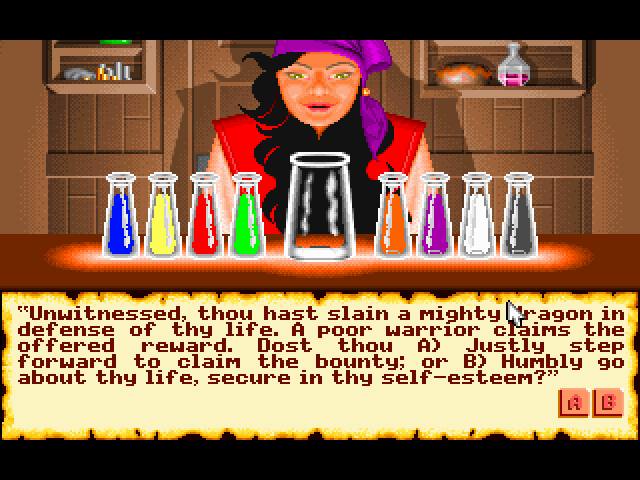 "Unwitnessed, thou hast slain a mighty dragon in
defense of thy life. A poor warrior claims the
offered reward. Dost thou A) Justly step
forward to claim the bounty; or B) Humbly go
about thy life, secure in thy self-esteem?"
A B